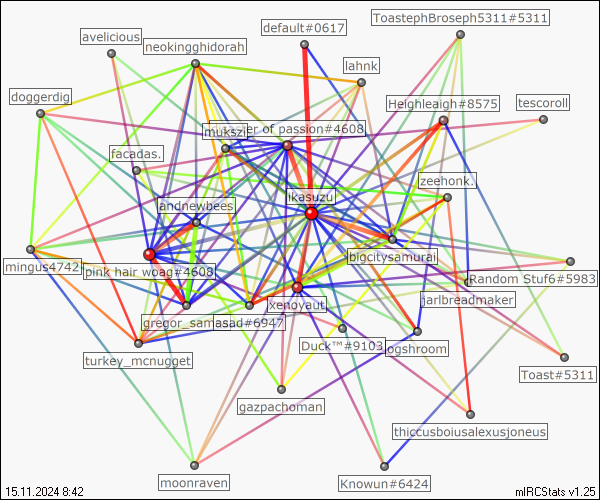 ToastephBroseph5311#5311
default#0617
avelicious
neokingghidorah
lahnk
doggerdig
Heighleaigh#8575
tescoroll
mukszi
of passion#4608
facadas.
zeehonk.
ikasuzu
andnewbees
bigcitysamurai
mingus4742
pink hair woag#4608
Random Stuf6#5983
jarlbreadmaker
xenovaut
gregor_sam
asad#6947
Duck™#9103
ogshroom
turkey_mcnugget
Toast#5311
gazpachoman
thiccusboiusalexusjoneus
moonraven
Knowun#6424
15.11.2024 8:42
mIRCStats v1.25